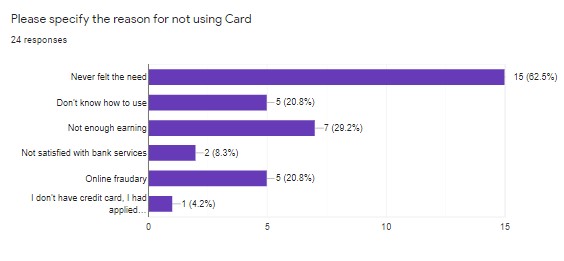 Please specify the reason for not using Card
24 responses
Never felt the need
15 (62.5%)
Don't know how to use
5 (20.8%)
Not enough earning
7 (29.2%)
Not satisfied with bank services
2 (8.3%)
Online fraudary
5 (20.8%)
I don't have credit card, I had
applied...
1 (4.2%)
0
5
10
15